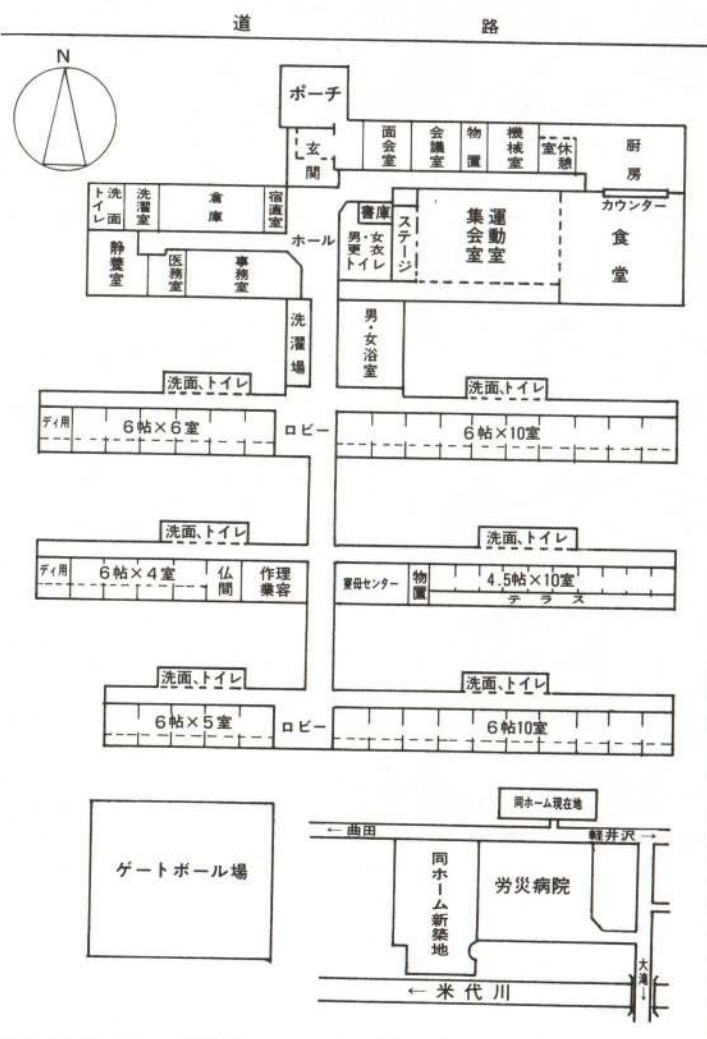 道 路
N
ポーチ
玄関
面会室
会議室
物置
機械室
休憩室
厨房
カウンター
洗面トイレ
洗濯室
倉庫
宿直室
ホール
書庫
男・女更衣トイレ
ステージ
運動室
集会室
食堂
静養室
医務室
事務室
洗濯場
男・女浴室
洗面、トイレ
洗面、トイレ
ディ用
6帖×6室
ロビー
6帖×10室
洗面、トイレ
洗面、トイレ
ディ用
6帖×4室
仏間
作業
理容
寮母センター
物置
4.5帖×10室
テラス
洗面、トイレ
洗面、トイレ
6帖×5室
ロビー
6帖10室
ゲートボール場
同ホーム現在地
←曲田
軽井沢→
同ホーム新築地
労災病院
大滝→
←米代川